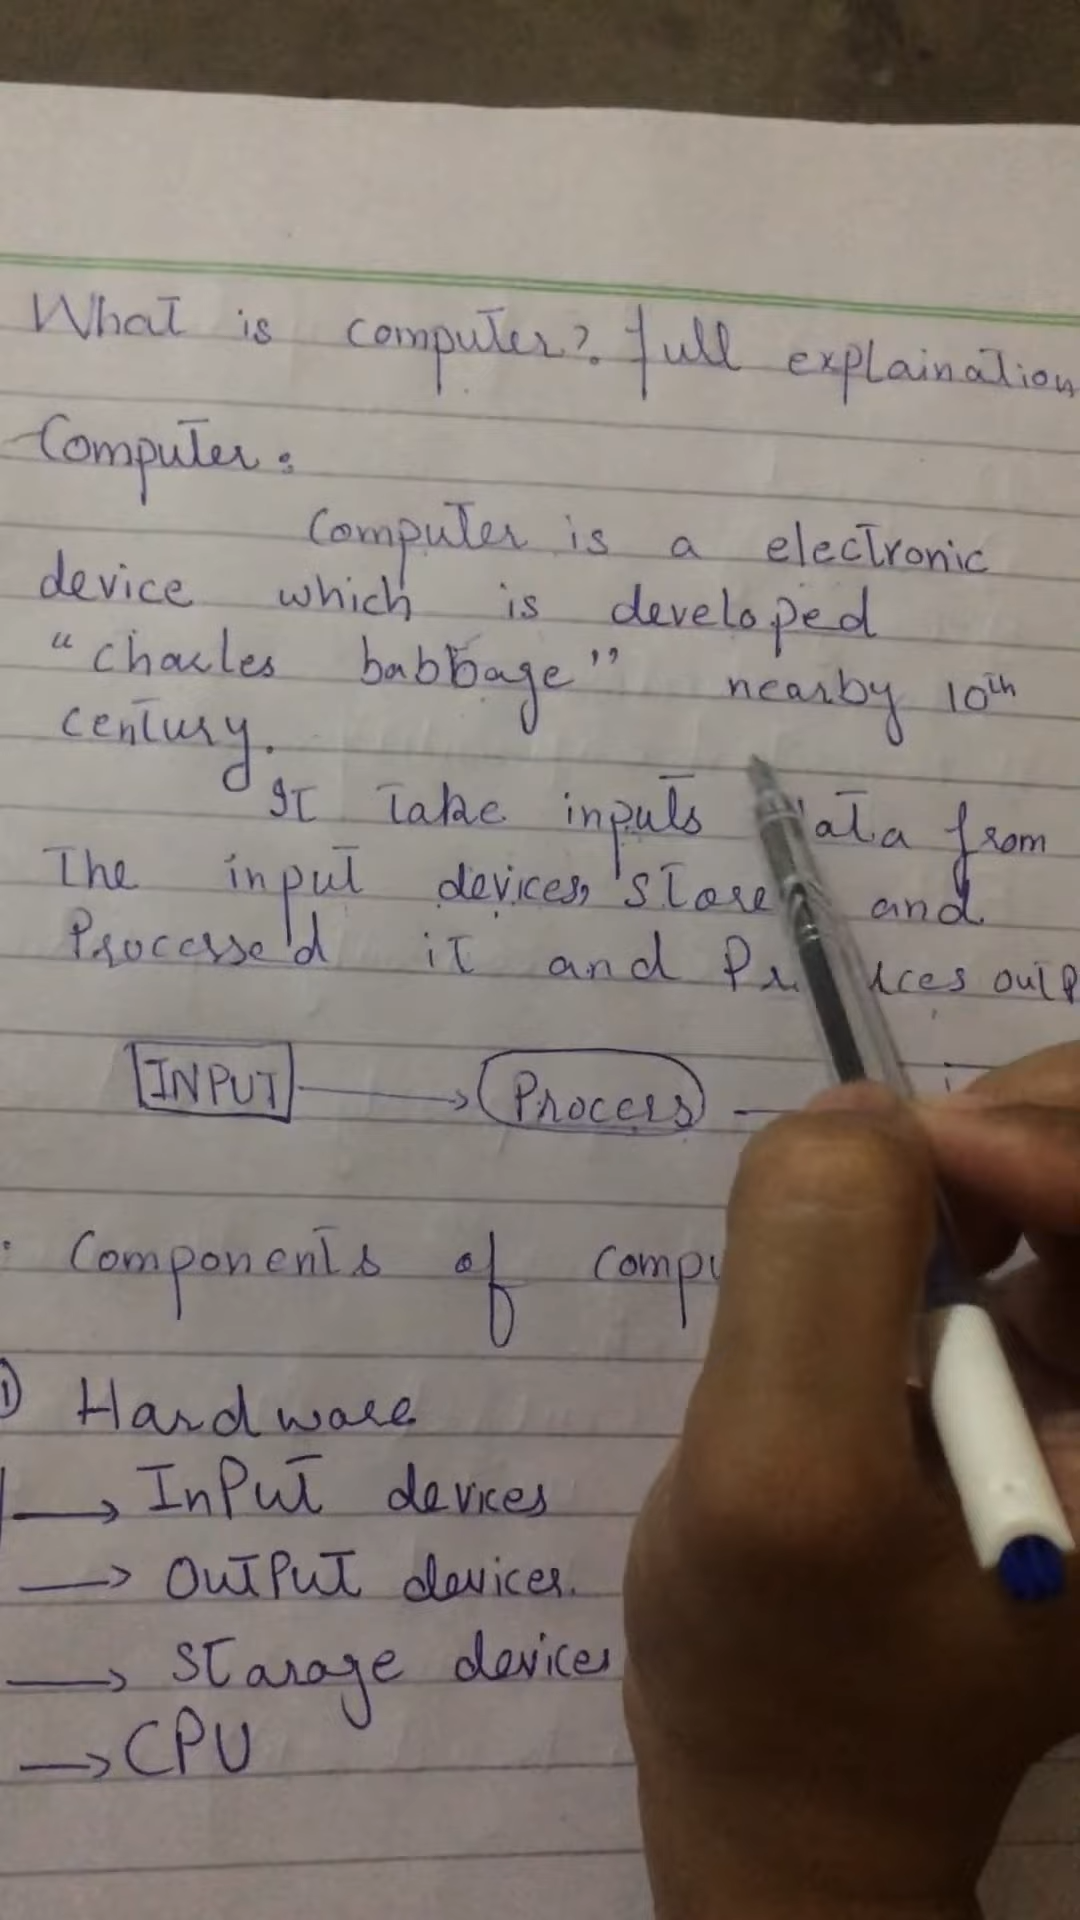 What is computer? full explaination
Computer:
Computer is a electronic
device which is developed
"charles babbage" nearby 10th
century.
It Take inputs from
The input devices, store and
Processed it and
INPUT Process
Components of
1 Hardware
InPut devices
OutPut devices.
Starage devices
CPU